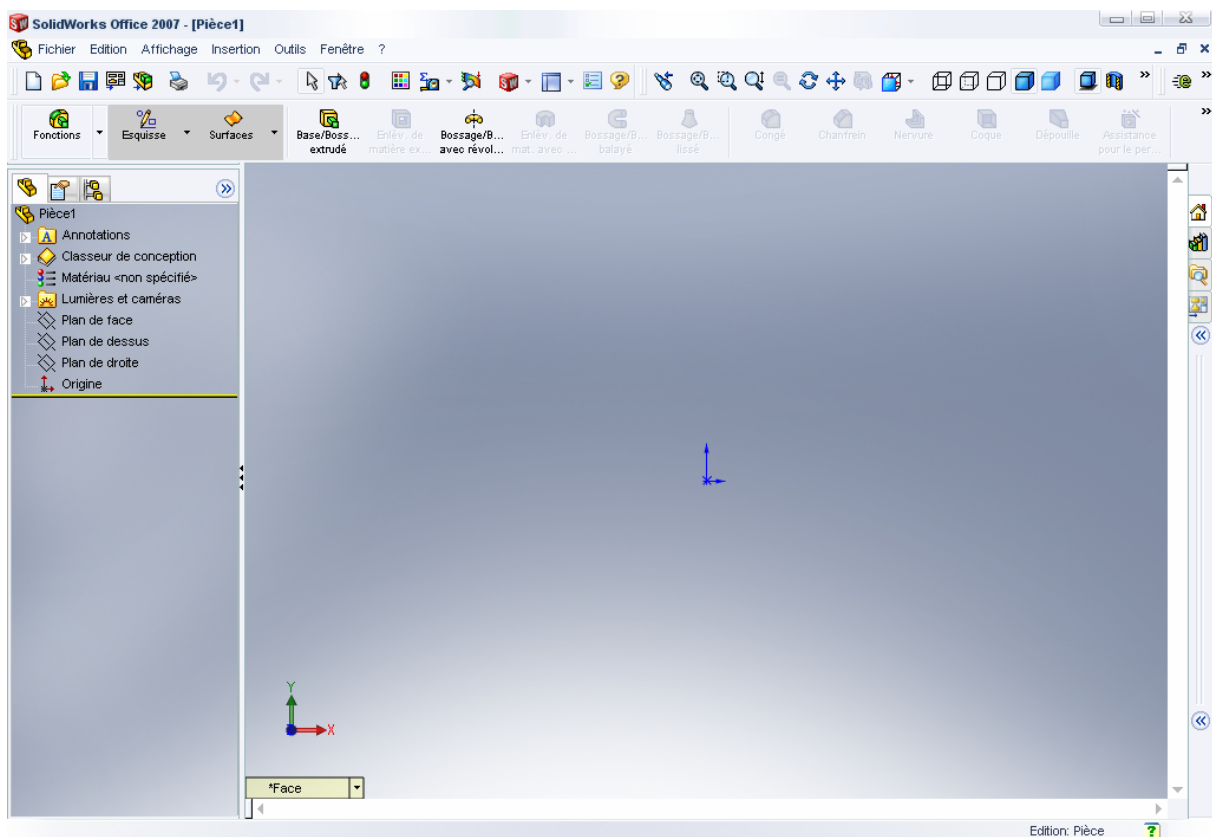 SolidWorks Office 2007 - [Pièce1]
Fichier Edition Affichage Insertion Outils Fenêtre ?
Fonctions Esquisse Surfaces Base/Boss... Enlèv. de Bossage/B... Enlèv. de Bossage/B... Bossage/B... Congé Chanfrein Nervure Coque Dépouille Assistance
extrudé matière ex... avec révol... mat. avec ... balayé lissé pour le per...
Pièce1
Annotations
Classeur de conception
Matériau <non spécifié>
Lumières et caméras
Plan de face
Plan de dessus
Plan de droite
Origine
Y
X
*Face
Edition: Pièce